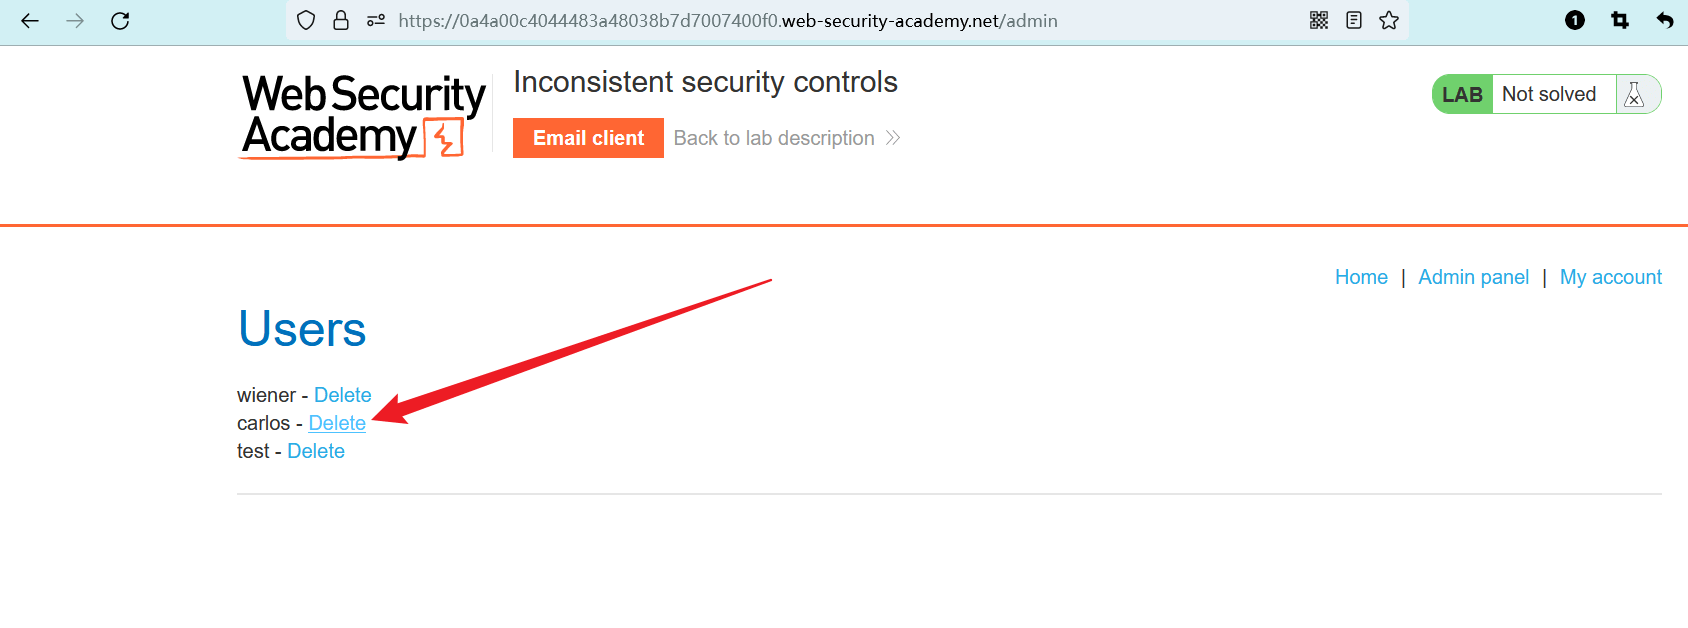 https://0a4a00c4044483a48038b7d7007400f0.web-security-academy.net/admin
1
Web Security
Academy
Inconsistent security controls
Email client
Back to lab description
LAB Not solved
Home | Admin panel | My account
Users
wiener - Delete
carlos - Delete
test - Delete